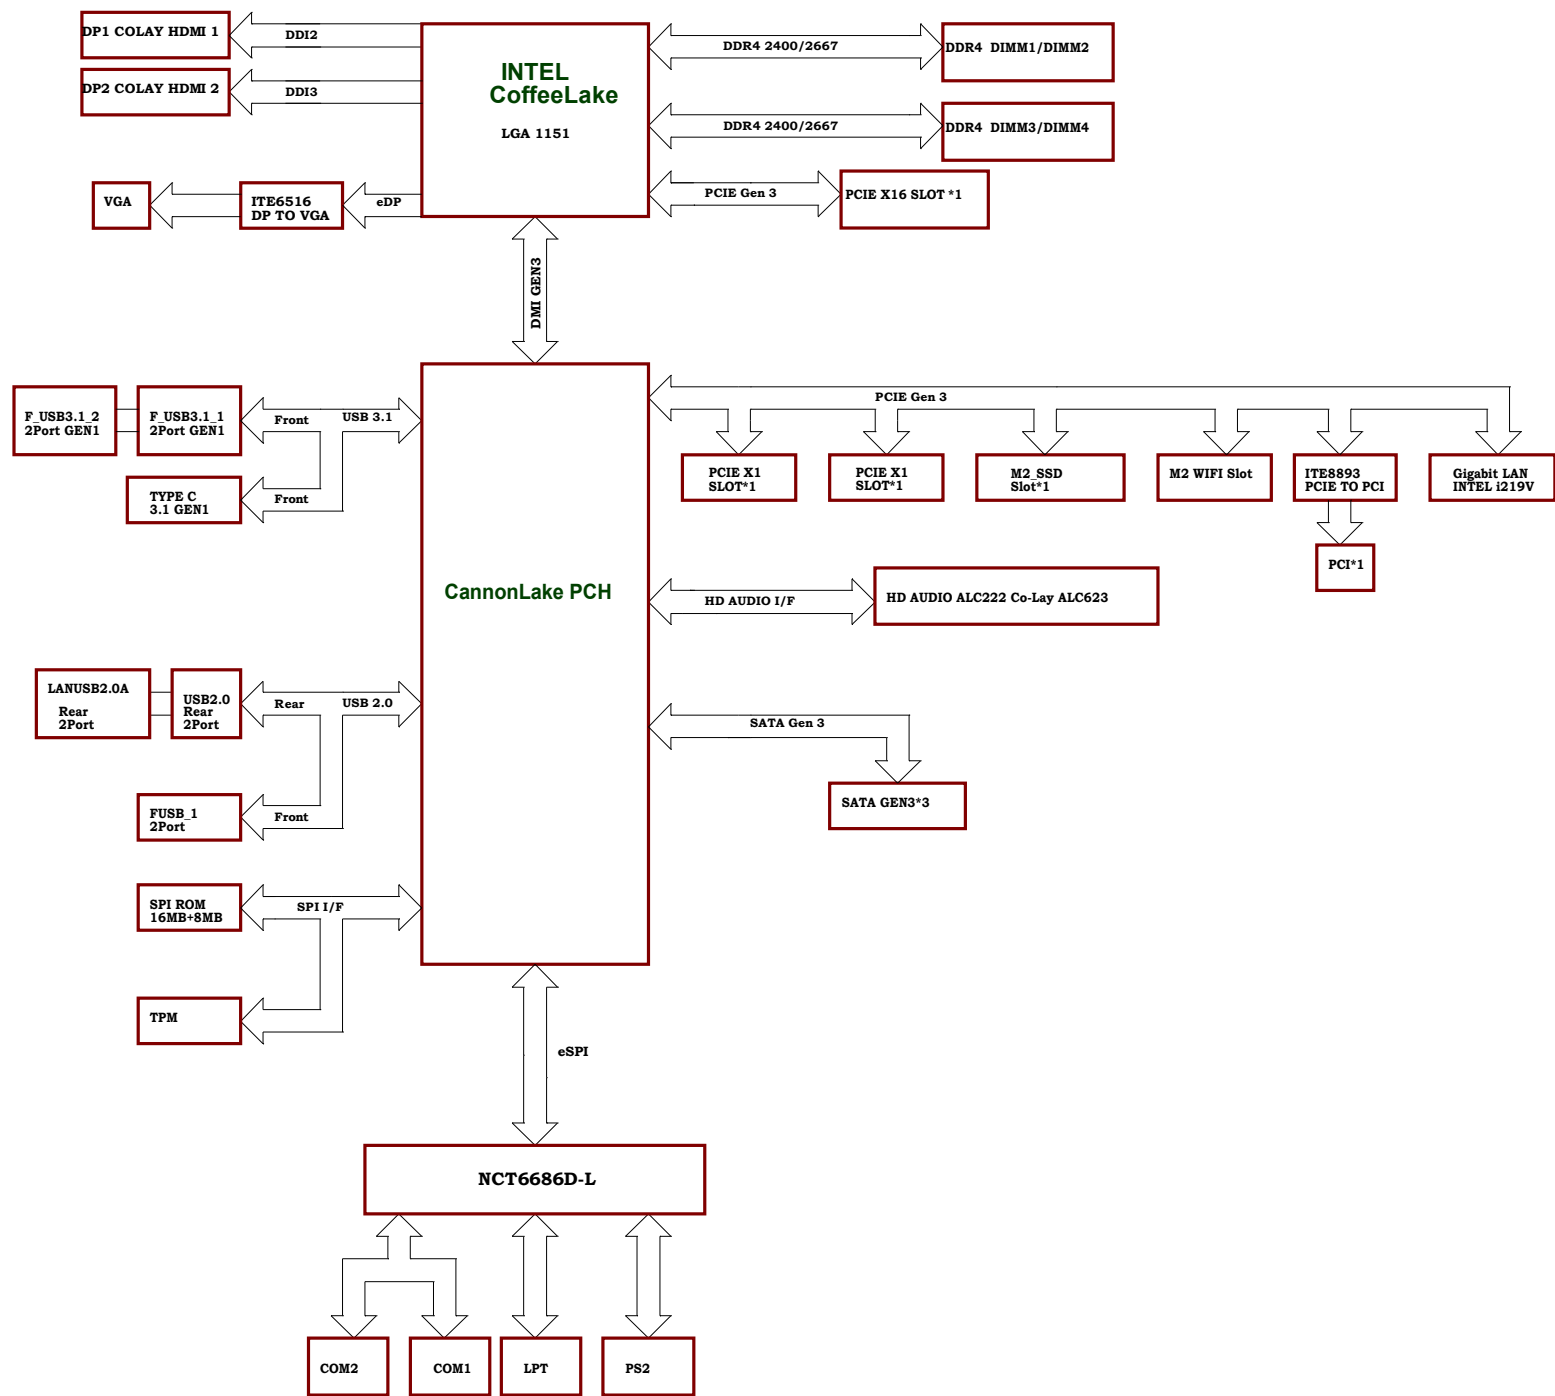 DP1 COLAY HDMI 1
DDI2
DP2 COLAY HDMI 2
DDI3
INTEL
CoffeeLake
LGA 1151
DDR4 2400/2667
DDR4  DIMM1/DIMM2
DDR4 2400/2667
DDR4  DIMM3/DIMM4
PCIE Gen 3
PCIE X16 SLOT *1
VGA
ITE6516
DP TO VGA
eDP
DMI GEN3
F_USB3.1_2
2Port GEN1
F_USB3.1_1
2Port GEN1
Front
USB 3.1
TYPE C
3.1 GEN1
Front
PCIE Gen 3
PCIE X1
SLOT*1
PCIE X1
SLOT*1
M2_SSD
Slot*1
M2 WIFI Slot
ITE8893
PCIE TO PCI
Gigabit LAN
INTEL i219V
PCI*1
CannonLake PCH
HD AUDIO I/F
HD AUDIO ALC222 Co-Lay ALC623
LANUSB2.0A
Rear
2Port
USB2.0
Rear
2Port
Rear
USB 2.0
SATA Gen 3
SATA GEN3*3
FUSB_1
2Port
Front
SPI ROM
16MB+8MB
SPI I/F
TPM
eSPI
NCT6686D-L
COM2
COM1
LPT
PS2